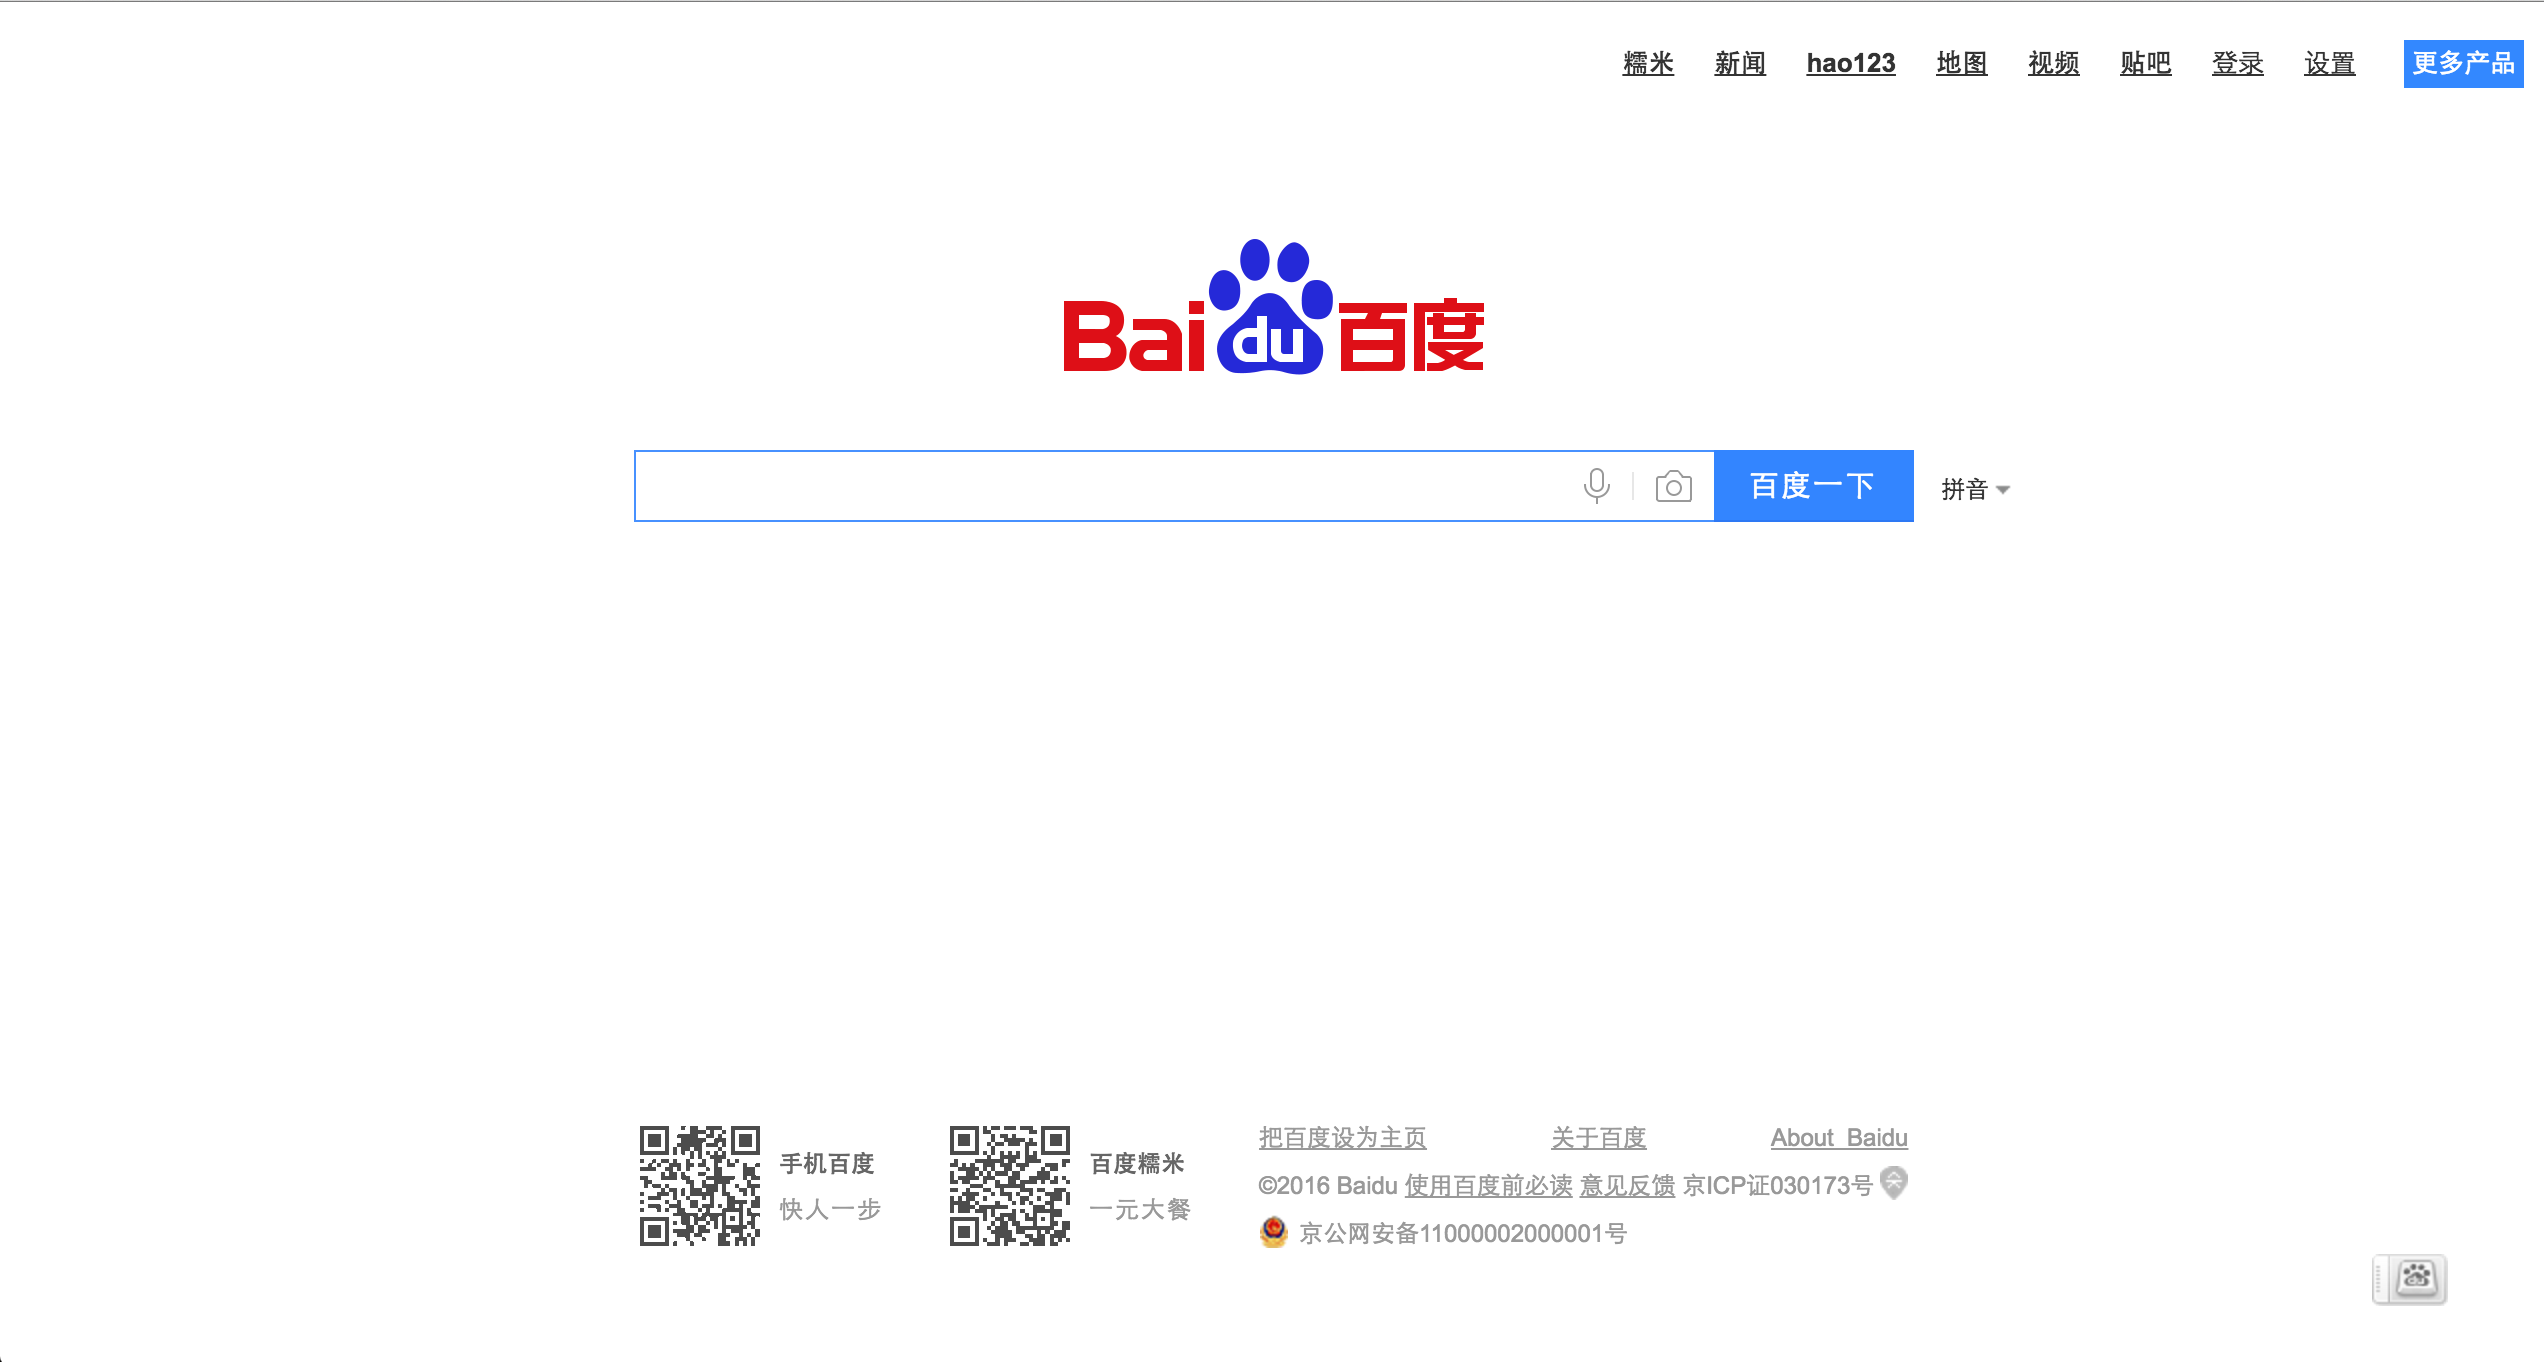 糯米 新闻 hao123 地图 视频 贴吧 登录 设置 更多产品
Baidu百度
百度一下 拼音
手机百度
快人一步
百度糯米
一元大餐
把百度设为主页 关于百度 About Baidu
©2016 Baidu 使用百度前必读 意见反馈 京ICP证030173号
京公网安备11000002000001号